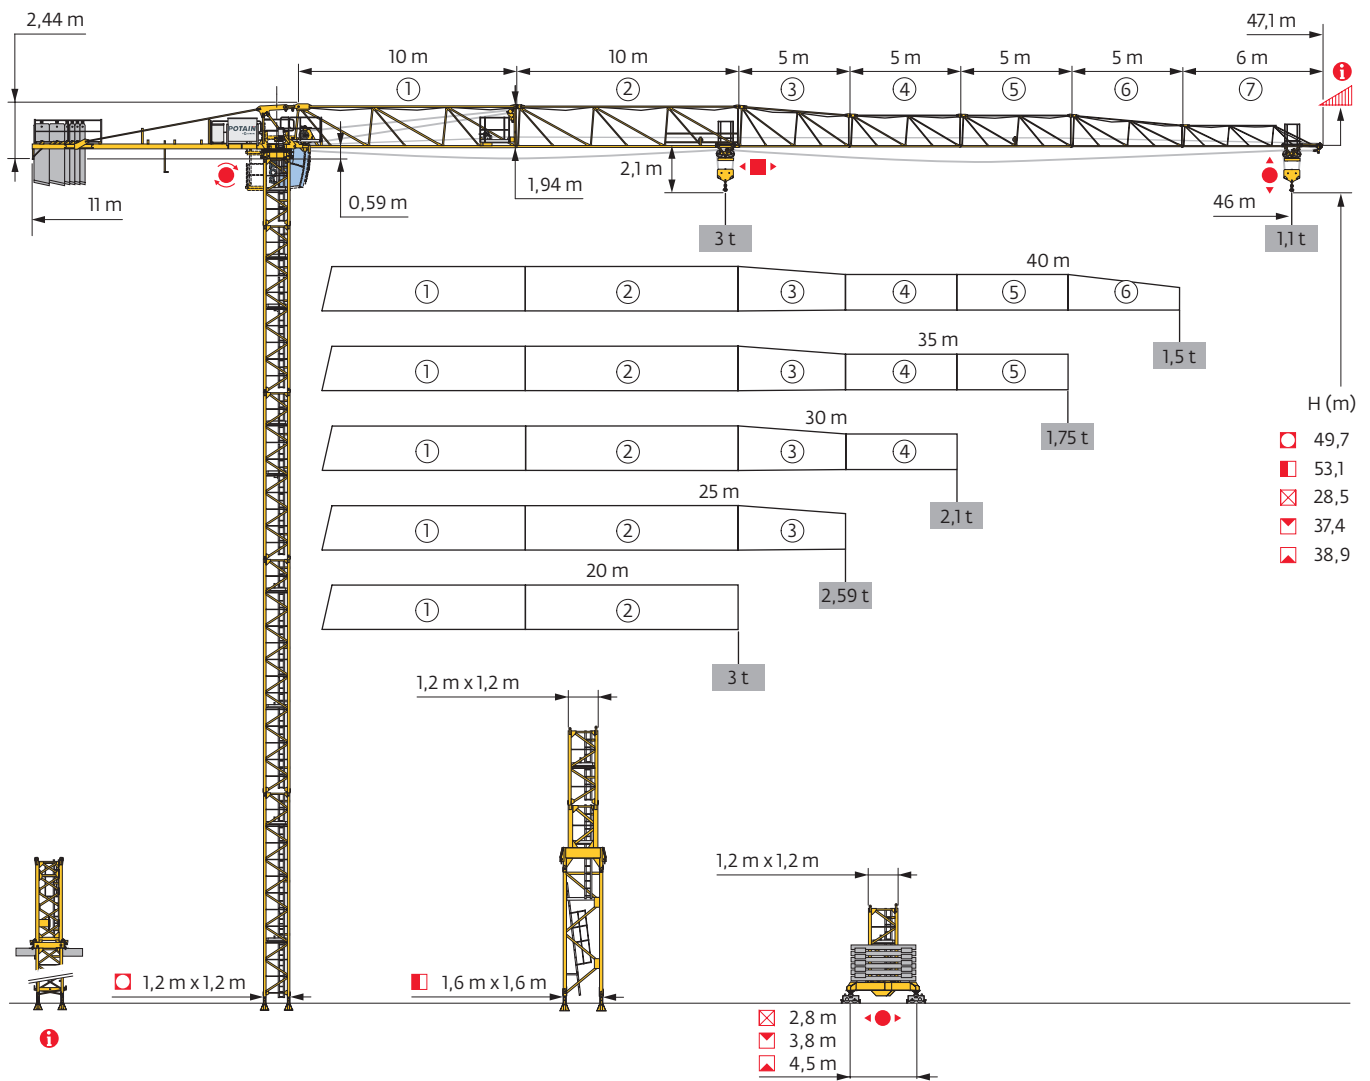 2,44 m
47,1 m
10 m
10 m
5 m
5 m
5 m
5 m
6 m
1
2
3
4
5
6
7
i
POTAIN
2,1 m
1,94 m
11 m
0,59 m
46 m
3 t
1,1 t
40 m
1
2
3
4
5
6
1,5 t
35 m
1
2
3
4
5
1,75 t
H (m)
49,7
53,1
28,5
37,4
38,9
30 m
1
2
3
4
2,1 t
25 m
1
2
3
2,59 t
20 m
1
2
3 t
1,2 m x 1,2 m
1,2 m x 1,2 m
1,2 m x 1,2 m
1,6 m x 1,6 m
i
2,8 m
3,8 m
4,5 m